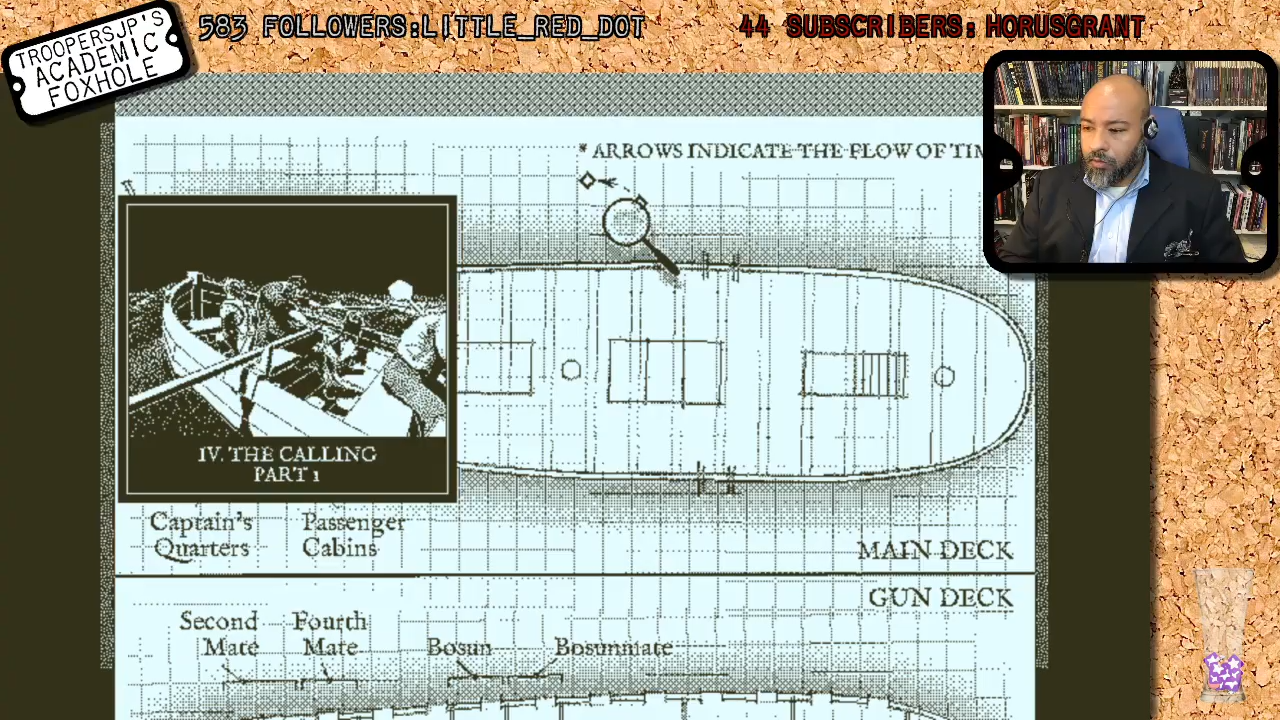 TROOPERSJP'S
ACADEMIC
FOXHOLE
583 FOLLOWERS:LITTLE_RED_DOT
44 SUBSCRIBERS: HORUSGRANT
* ARROWS INDICATE THE FLOW OF TIM
IV. THE CALLING
PART 1
Captain's
Quarters
Passenger
Cabins
MAIN DECK
GUN DECK
Second
Mate
Fourth
Mate
Bosun
Bosunmate